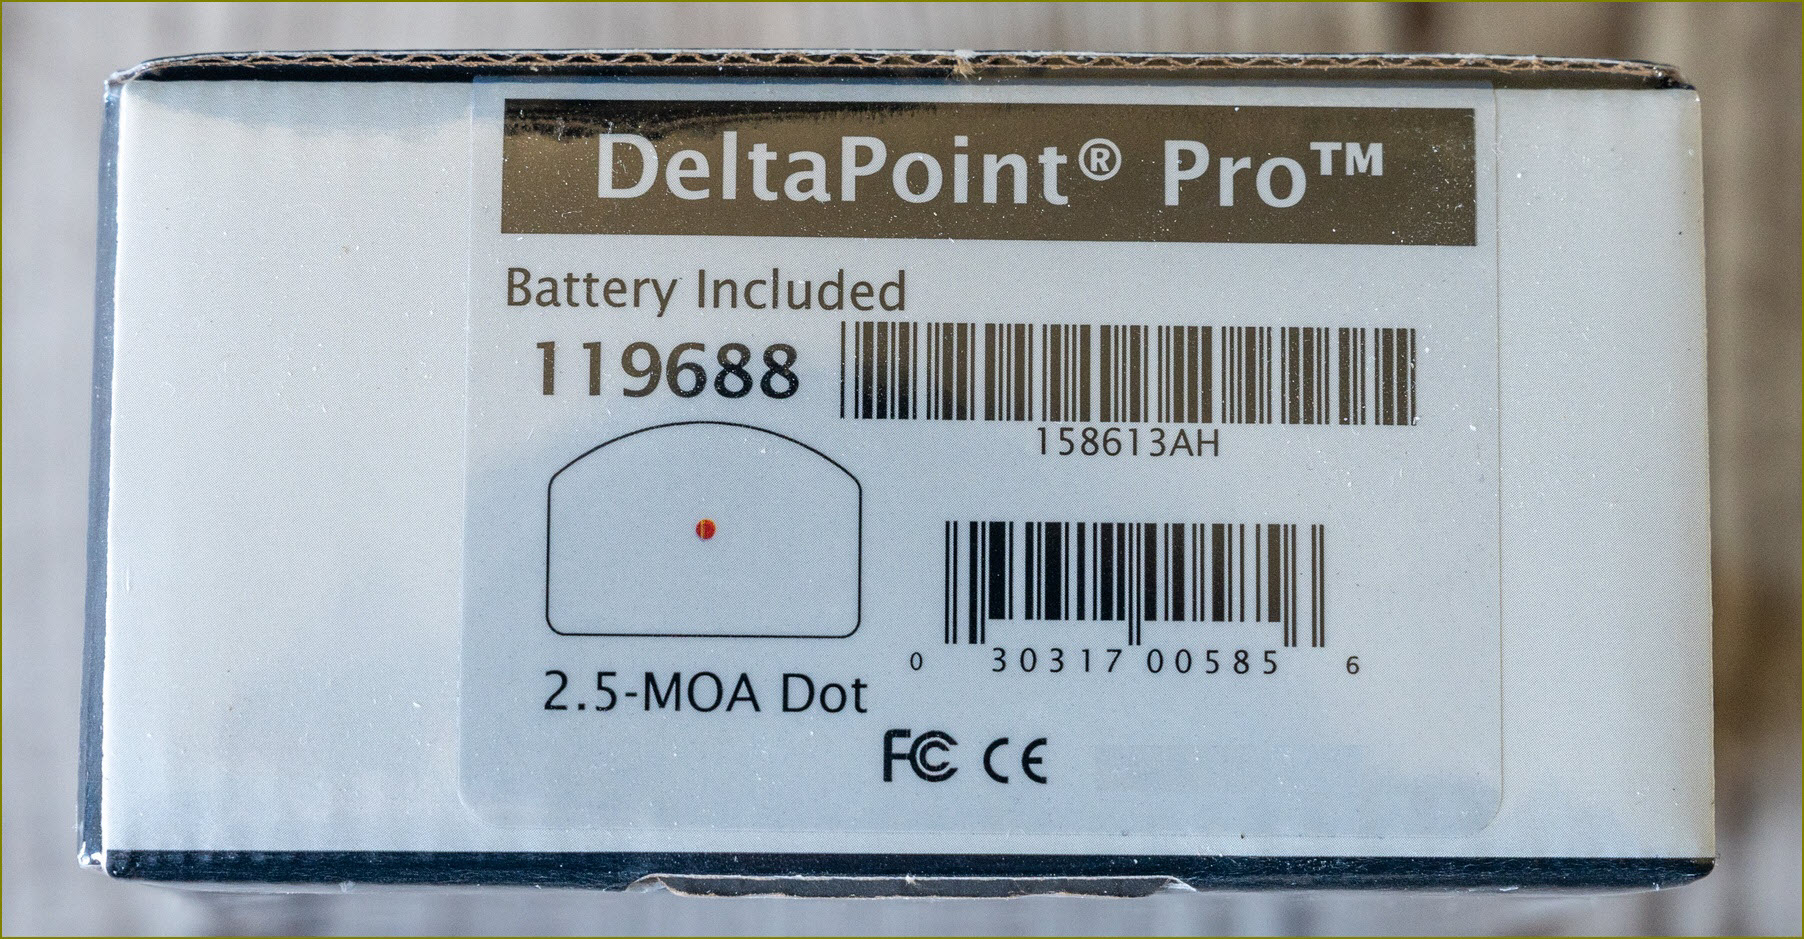 DeltaPoint® Pro™
Battery Included
119688
158613AH
2.5-MOA Dot
0 30317 00585 6
FC CE